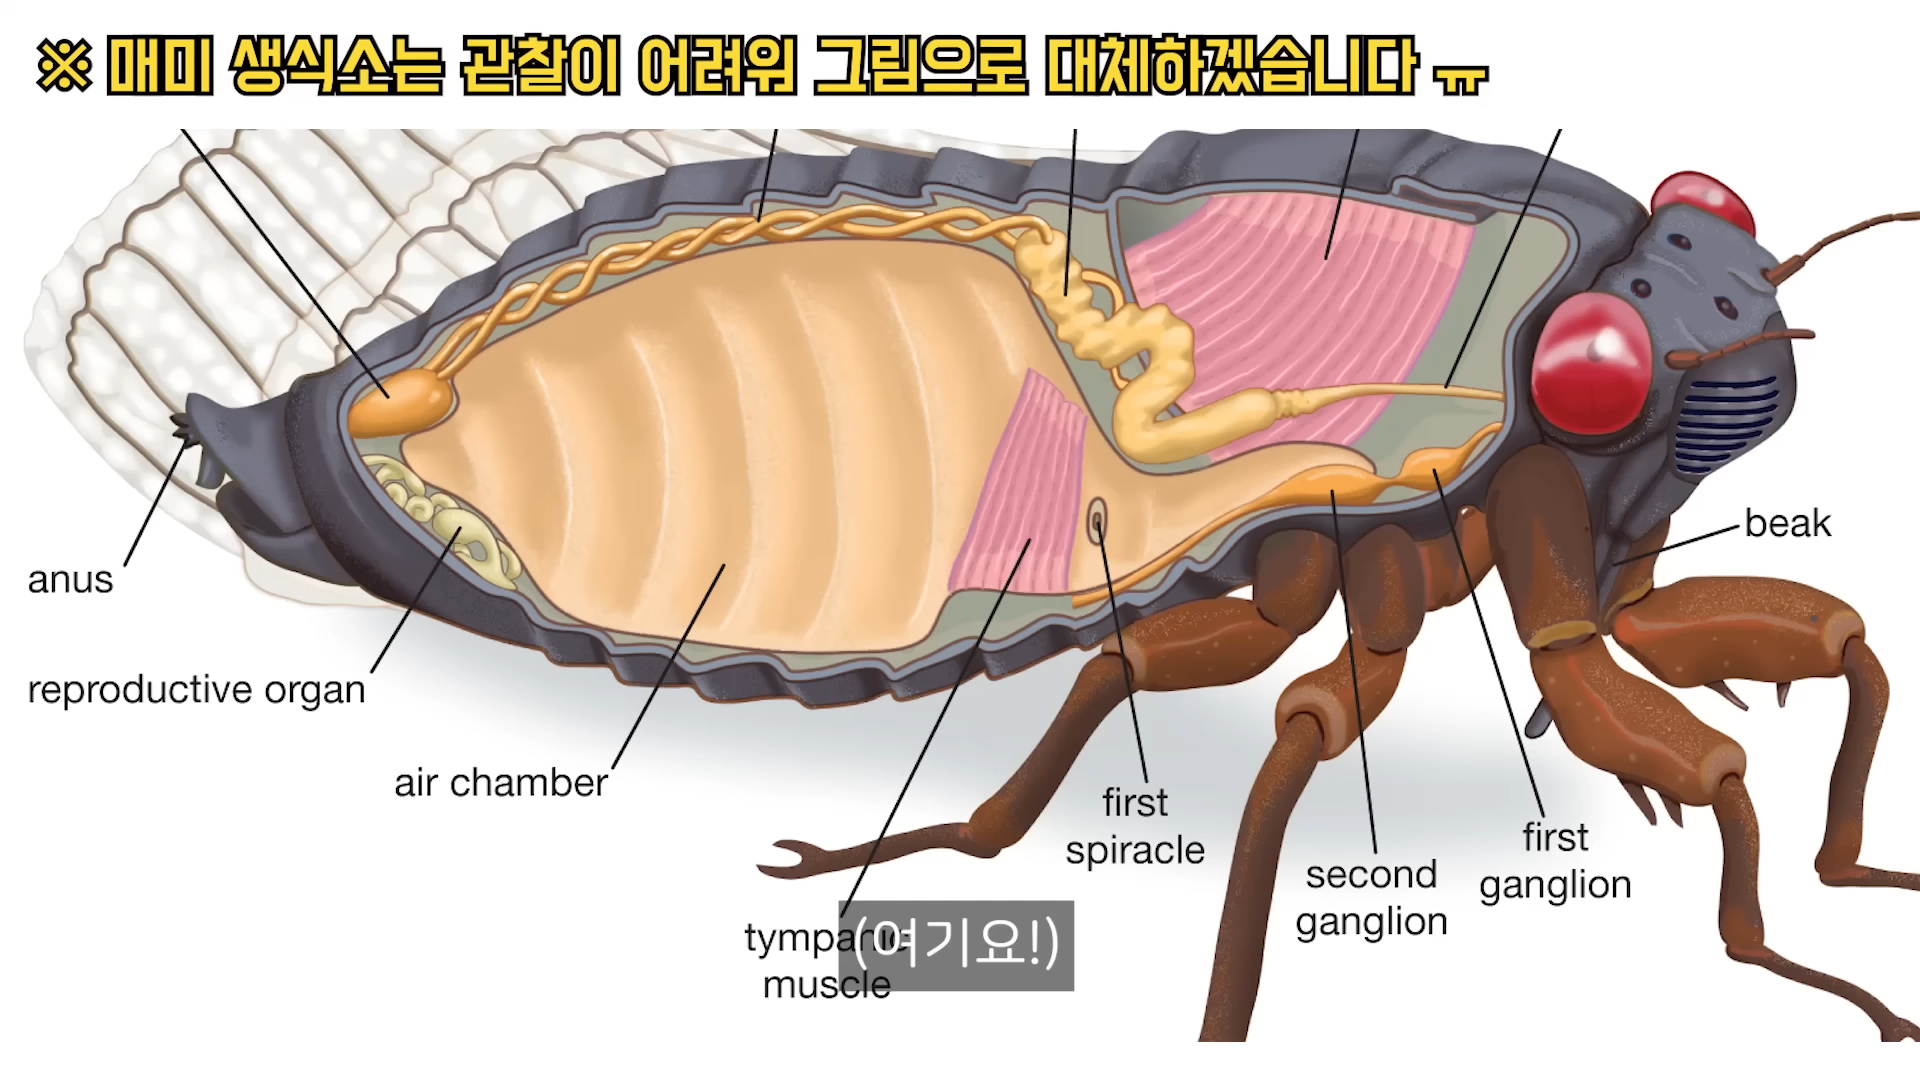 ※ 매미 생식소는 관찰이 어려워 그림으로 대체하겠습니다 ㅠ
beak
anus
reproductive organ
air chamber
first
spiracle
first
ganglion
second
ganglion
tympanic
muscle
(여기요!)